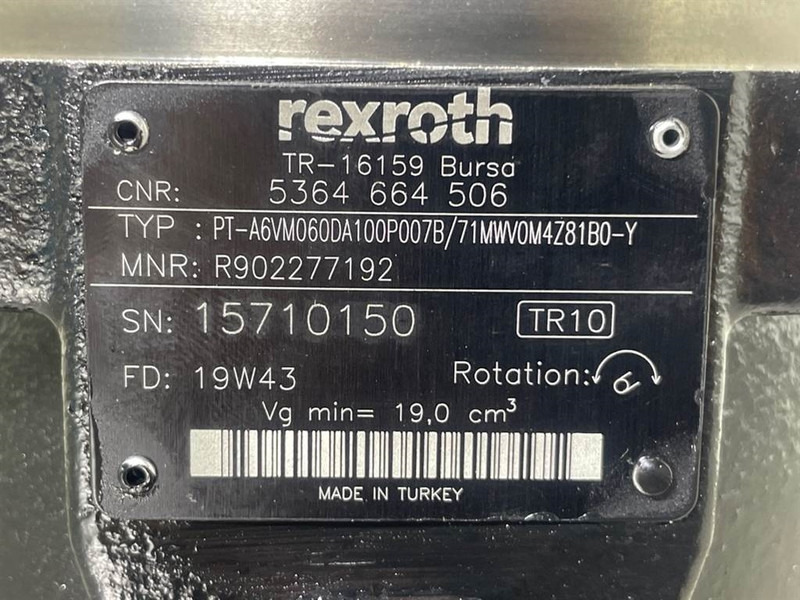 rexroth
TR-16159 Bursa
CNR: 5364 664 506
TYP : PT-A6VM060DA100P007B/71MWV0M4Z81B0-Y
MNR: R902277192
SN: 15710150 TR10
FD: 19W43 Rotation:
Vg min= 19,0 cm³
MADE IN TURKEY